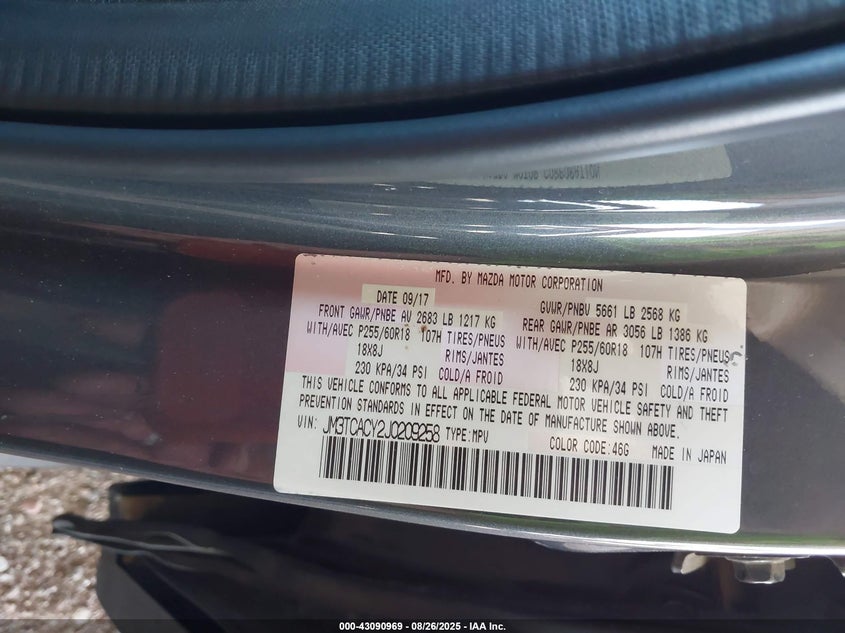 MFD. BY MAZDA MOTOR CORPORATION
DATE 09/17 GVWR/PNBV 5661 LB 2568 KG
FRONT GAWR/PNBE AV 2683 LB 1217 KG REAR GAWR/PNBE AR 3056 LB 1386 KG
WITH/AVEC P255/60R18 107H TIRES/PNEUS WITH/AVEC P255/60R18 107H TIRES/PNEUS
18X8J RIMS/JANTES 18X8J RIMS/JANTES
230 KPA/34 PSI COLD/A FROID 230 KPA/34 PSI COLD/A FROID
THIS VEHICLE CONFORMS TO ALL APPLICABLE FEDERAL MOTOR VEHICLE SAFETY AND THEFT
PREVENTION STANDARDS IN EFFECT ON THE DATE OF MANUFACTURE SHOWN ABOVE.
VIN: JM3TCACY2J0209258 TYPE:MPV COLOR CODE:46G MADE IN JAPAN
000-43090969 - 08/26/2025 - IAA Inc.